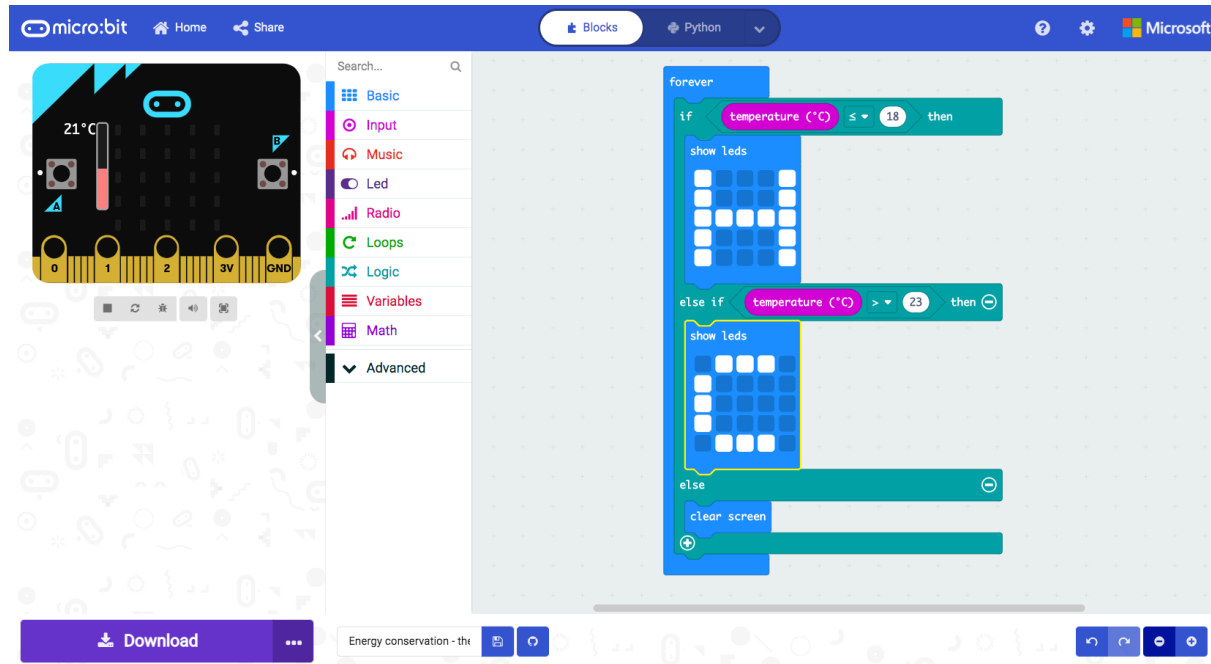 micro:bit Home Share Blocks Python Microsoft
21°C
B
A
0 1 2 3V GND
Search...
Basic
Input
Music
Led
Radio
Loops
Logic
Variables
Math
Advanced
forever
if temperature (°C) ≤ 18 then
show leds
else if temperature (°C) > 23 then
show leds
else
clear screen
Download
Energy conservation - the